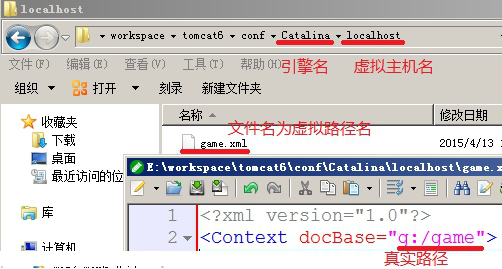 localhost
workspace ▸ tomcat6 ▸ conf ▸ Catalina ▸ localhost
引擎名 虚拟主机名
文件(F) 编辑(E) 查看(V) 工具(T) 帮助(H)
组织 打开 刻录 新建文件夹
收藏夹
下载
桌面
最近访问的位
库
计算机
名称 修改日期
game.xml 2015/4/13
文件名为虚拟路径名
E:\workspace\tomcat6\conf\Catalina\localhost\game.x
1 <?xml version="1.0"?>
2 <Context docBase="g:/game">
真实路径